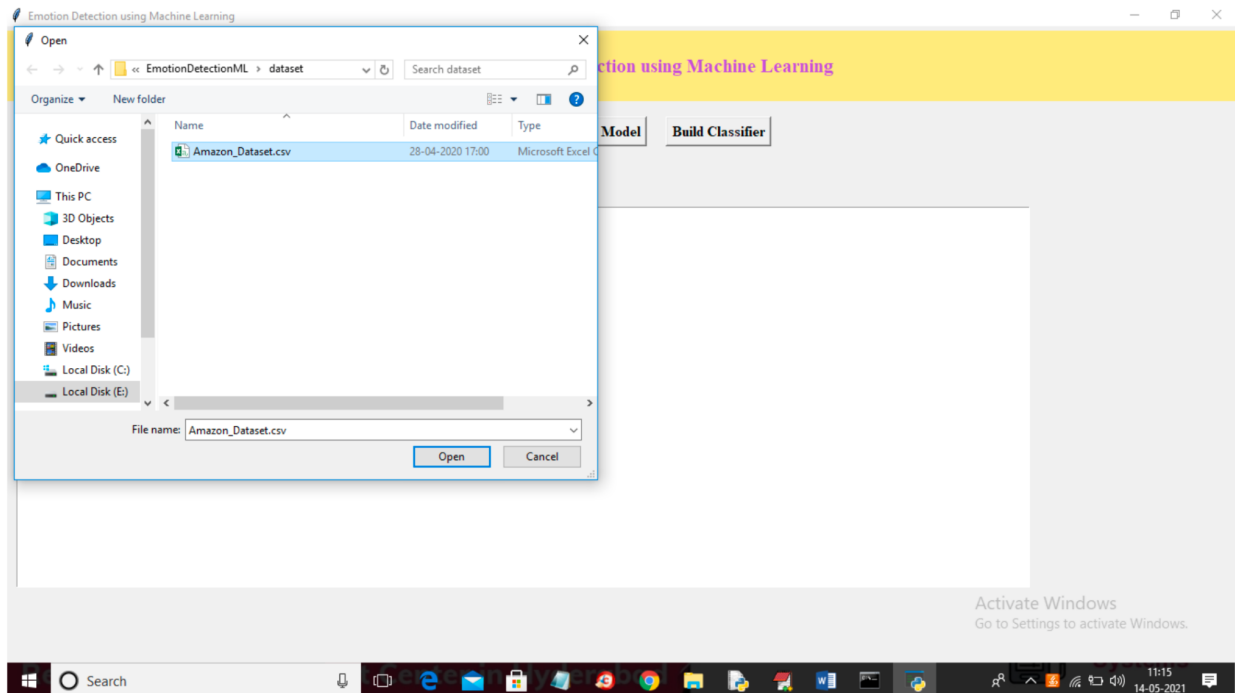 Emotion Detection using Machine Learning
Open
« EmotionDetectionML > dataset
Search dataset
ction using Machine Learning
Organize
New folder
Model
Build Classifier
Name
Date modified
Type
Amazon_Dataset.csv
28-04-2020 17:00
Microsoft Excel C
Quick access
OneDrive
This PC
3D Objects
Desktop
Documents
Downloads
Music
Pictures
Videos
Local Disk (C:)
Local Disk (E:)
File name:
Amazon_Dataset.csv
Open
Cancel
Activate Windows
Go to Settings to activate Windows.
Search
11:15
14-05-2021